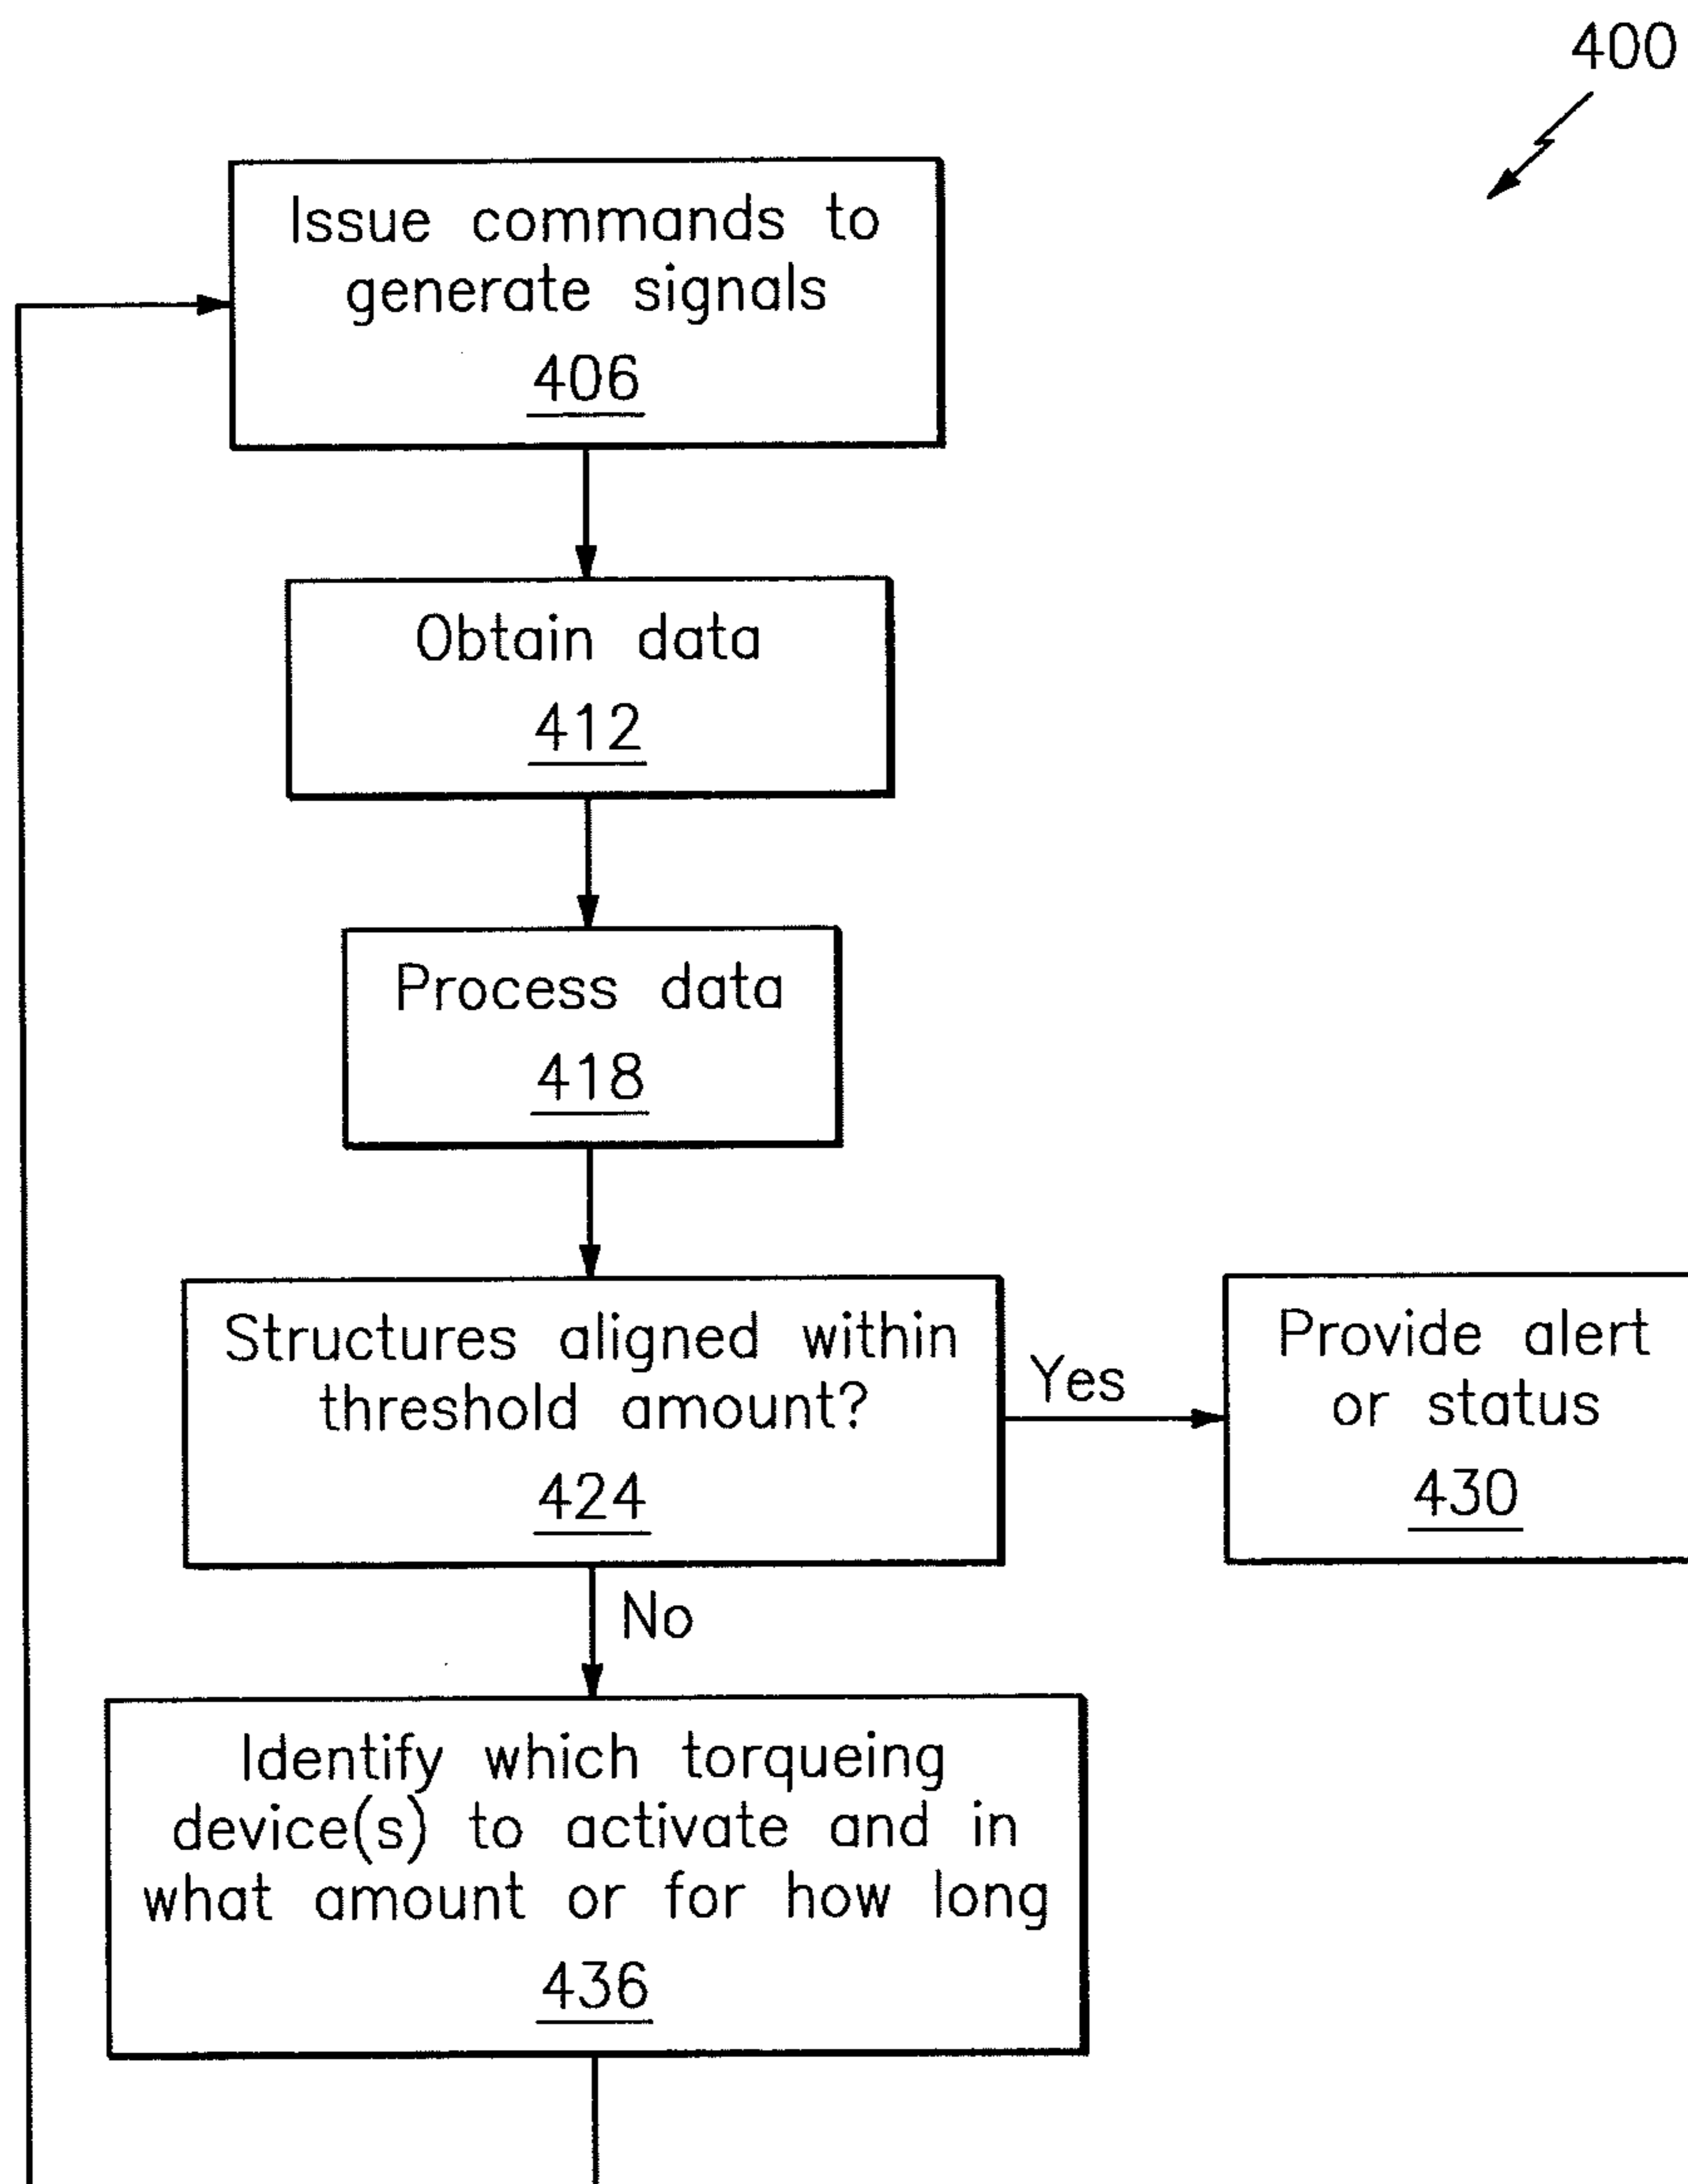 400
Issue commands to
generate signals
406
Obtain data
412
Process data
418
Structures aligned within
threshold amount?
424
Yes
Provide alert
or status
430
No
Identify which torqueing
device(s) to activate and in
what amount or for how long
436